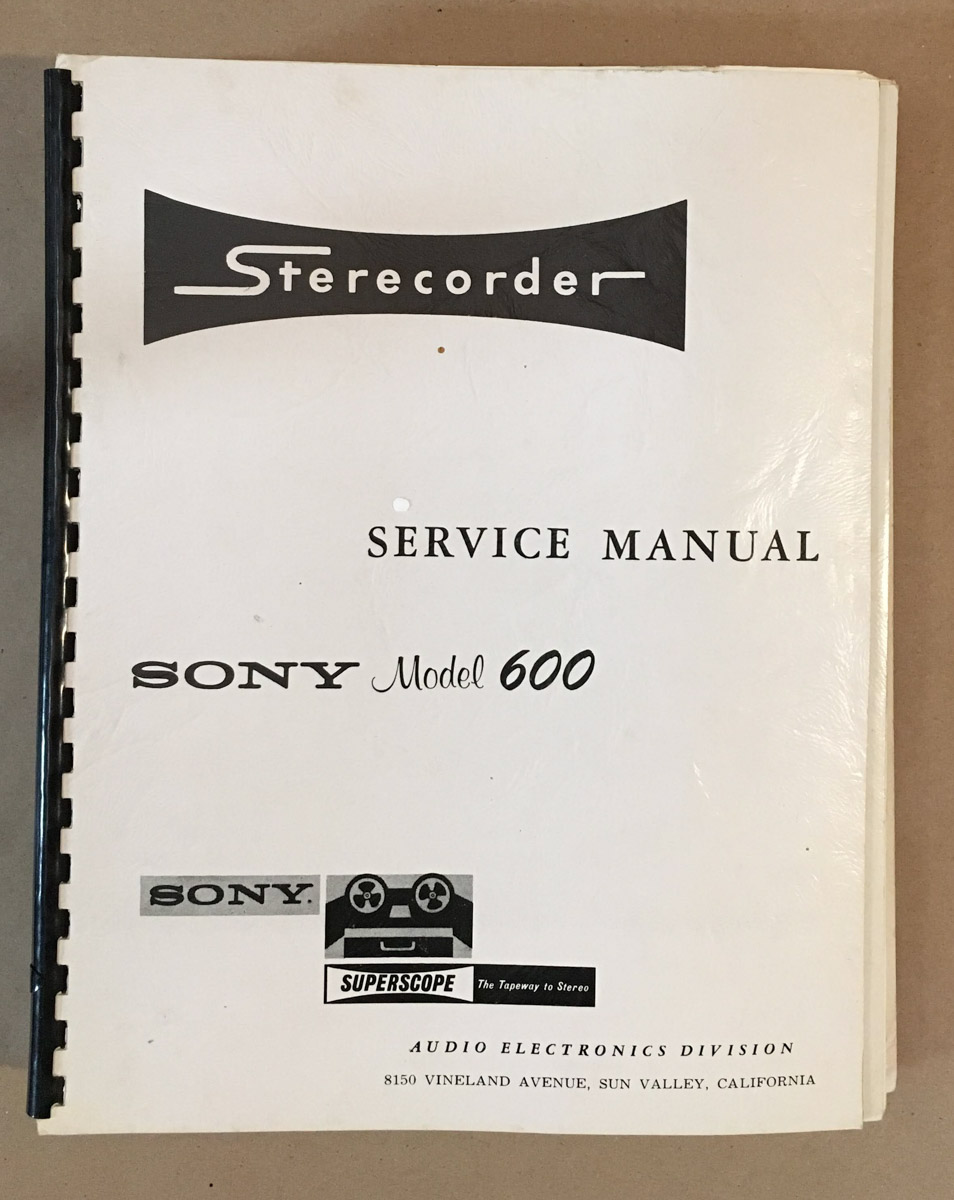 Sterecorder
SERVICE MANUAL
SONY Model 600
SONY.
SUPERSCOPE The Tapeway to Stereo
AUDIO ELECTRONICS DIVISION
8150 VINELAND AVENUE, SUN VALLEY, CALIFORNIA